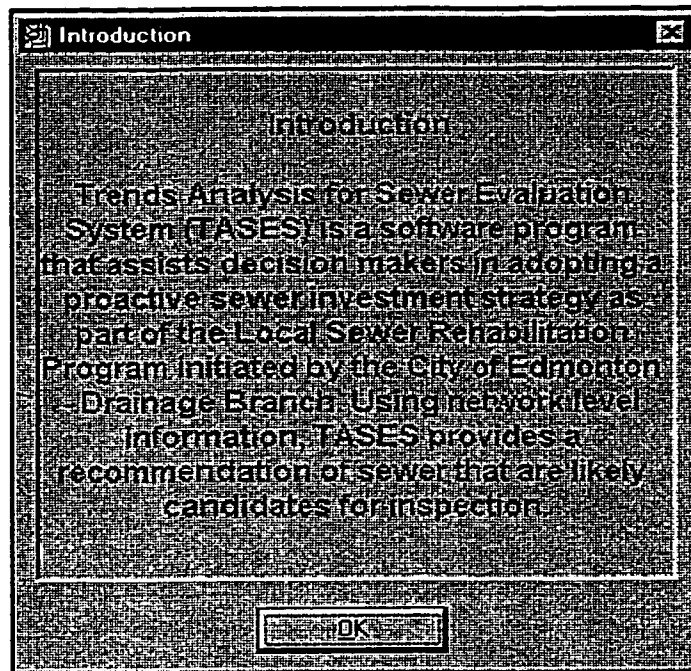 Introduction
Introduction
Trends Analysis for Sewer Evaluation
System (TASES) is a software program
that assists decision makers in adopting a
proactive sewer investment strategy as
part of the Local Sewer Rehabilitation
Program initiated by the City of Edmonton
- Drainage Branch. Using network level
information, TASES provides a
recommendation of sewer that are likely
candidates for inspection.
OK